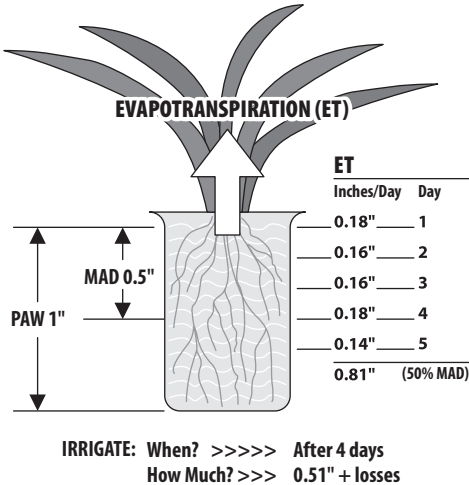 EVAPOTRANSPIRATION (ET)
ET
Inches/Day Day
0.18" 1
0.16" 2
0.16" 3
0.18" 4
0.14" 5
0.81" (50% MAD)
MAD 0.5"
PAW 1"
IRRIGATE: When? >>>>> After 4 days
How Much? >>> 0.51" + losses